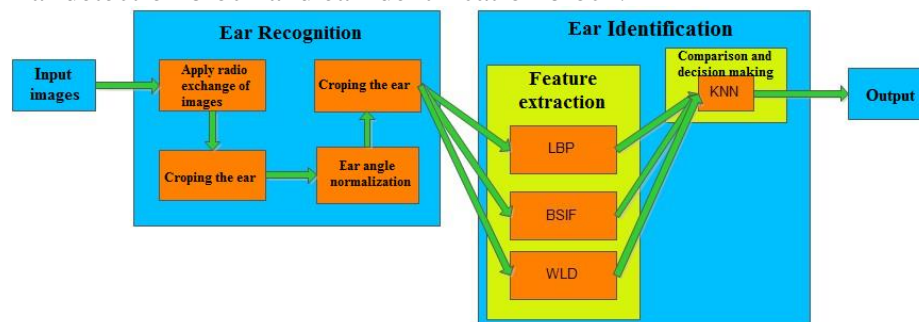 Ear Recognition
Input
images
Apply radio
exchange of
images
Croping the ear
Ear angle
normalization
Croping the ear
Ear Identification
Feature
extraction
LBP
BSIF
WLD
Comparison and
decision making
KNN
Output